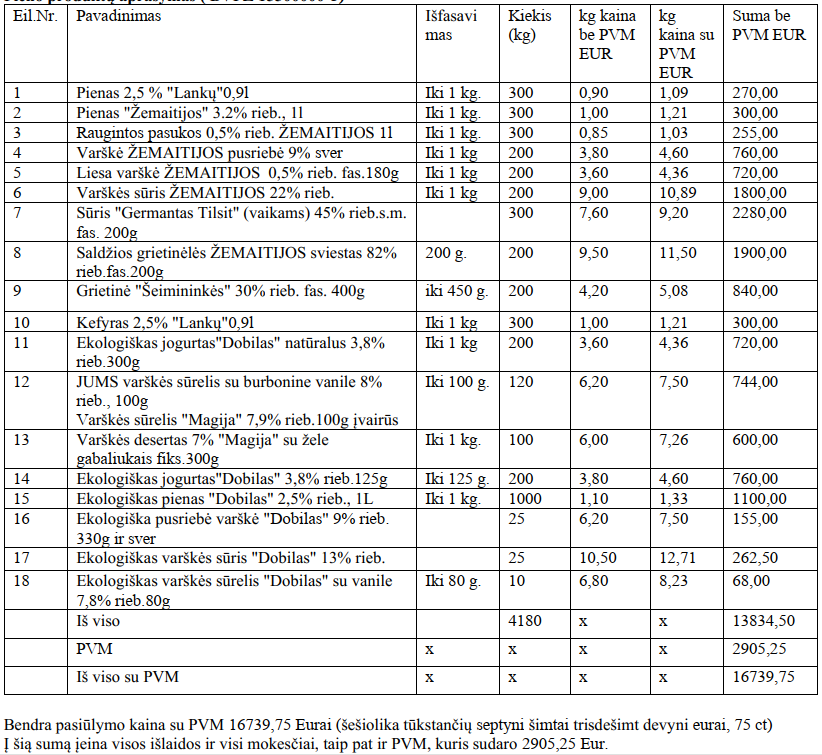 Eil.Nr. Pavadinimas Išfasavi mas Kiekis (kg) kg kaina be PVM EUR kg kaina su PVM EUR Suma be PVM EUR
1 Pienas 2,5 % "Lankų"0,9l Iki 1 kg. 300 0,90 1,09 270,00
2 Pienas "Žemaitijos" 3.2% rieb., 1l Iki 1 kg. 300 1,00 1,21 300,00
3 Raugintos pasukos 0,5% rieb. ŽEMAITIJOS 1l Iki 1 kg. 300 0,85 1,03 255,00
4 Varškė ŽEMAITIJOS pusriebė 9% sver Iki 1 kg 200 3,80 4,60 760,00
5 Liesa varškė ŽEMAITIJOS 0,5% rieb. fas.180g Iki 1 kg 200 3,60 4,36 720,00
6 Varškės sūris ŽEMAITIJOS 22% rieb. Iki 1 kg 200 9,00 10,89 1800,00
7 Sūris "Germantas Tilsit" (vaikams) 45% rieb.s.m. 300 7,60 9,20 2280,00
fas. 200g
8 Saldžios grietinėlės ŽEMAITIJOS sviestas 82% 200 g. 200 9,50 11,50 1900,00
rieb.fas.200g
9 Grietinė "Šeimininkės" 30% rieb. fas. 400g iki 450 g. 200 4,20 5,08 840,00
10 Kefyras 2,5% "Lankų"0,9l Iki 1 kg 300 1,00 1,21 300,00
11 Ekologiškas jogurtas"Dobilas" natūralus 3,8% Iki 1 kg 200 3,60 4,36 720,00
rieb.300g
12 JUMS varškės sūrelis su burbonine vanile 8% Iki 100 g. 120 6,20 7,50 744,00
rieb., 100g
Varškės sūrelis "Magija" 7,9% rieb.100g įvairūs
13 Varškės desertas 7% "Magija" su žele Iki 1 kg. 100 6,00 7,26 600,00
gabaliukais fiks.300g
14 Ekologiškas jogurtas"Dobilas" 3,8% rieb.125g Iki 125 g. 200 3,80 4,60 760,00
15 Ekologiškas pienas "Dobilas" 2,5% rieb., 1L Iki 1 kg. 1000 1,10 1,33 1100,00
16 Ekologiška pusriebė varškė "Dobilas" 9% rieb. 25 6,20 7,50 155,00
330g ir sver
17 Ekologiškas varškės sūris "Dobilas" 13% rieb. 25 10,50 12,71 262,50
18 Ekologiškas varškės sūrelis "Dobilas" su vanile Iki 80 g. 10 6,80 8,23 68,00
7,8% rieb.80g
Iš viso 4180 x x 13834,50
PVM x x x x 2905,25
Iš viso su PVM x x x x 16739,75
Bendra pasiūlymo kaina su PVM 16739,75 Eurai (šešiolika tūkstančių septyni šimtai trisdešimt devyni eurai, 75 ct)
Į šią sumą įeina visos išlaidos ir visi mokesčiai, taip pat ir PVM, kuris sudaro 2905,25 Eur.